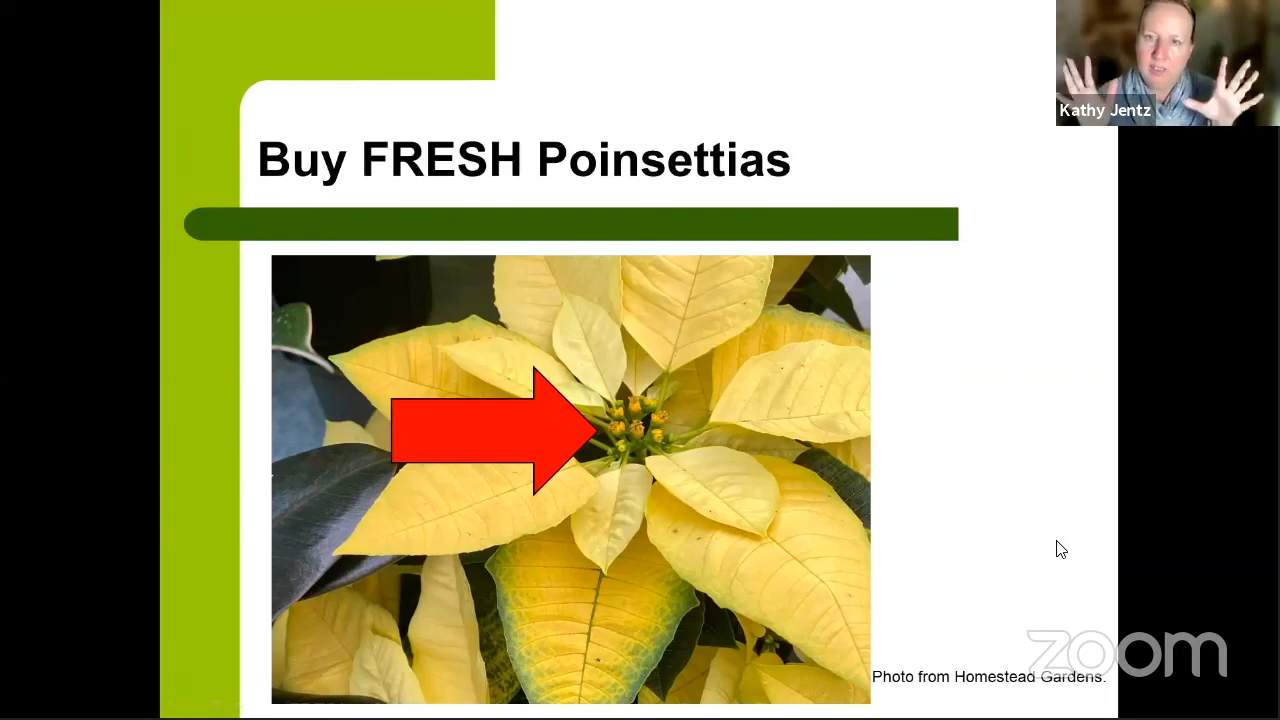 Kathy Jentz
Buy FRESH Poinsettias
zoom
Photo from Homestead Gardens.